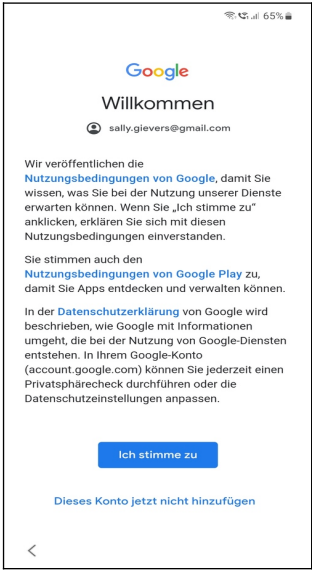 65%
Google
Willkommen
sally.gievers@gmail.com
Wir veröffentlichen die
Nutzungsbedingungen von Google, damit Sie
wissen, was Sie bei der Nutzung unserer Dienste
erwarten können. Wenn Sie „Ich stimme zu“
anklicken, erklären Sie sich mit diesen
Nutzungsbedingungen einverstanden.
Sie stimmen auch den
Nutzungsbedingungen von Google Play zu,
damit Sie Apps entdecken und verwalten können.
In der Datenschutzerklärung von Google wird
beschrieben, wie Google mit Informationen
umgeht, die bei der Nutzung von Google-Diensten
entstehen. In Ihrem Google-Konto
(account.google.com) können Sie jederzeit einen
Privatsphärecheck durchführen oder die
Datenschutzeinstellungen anpassen.
Ich stimme zu
Dieses Konto jetzt nicht hinzufügen